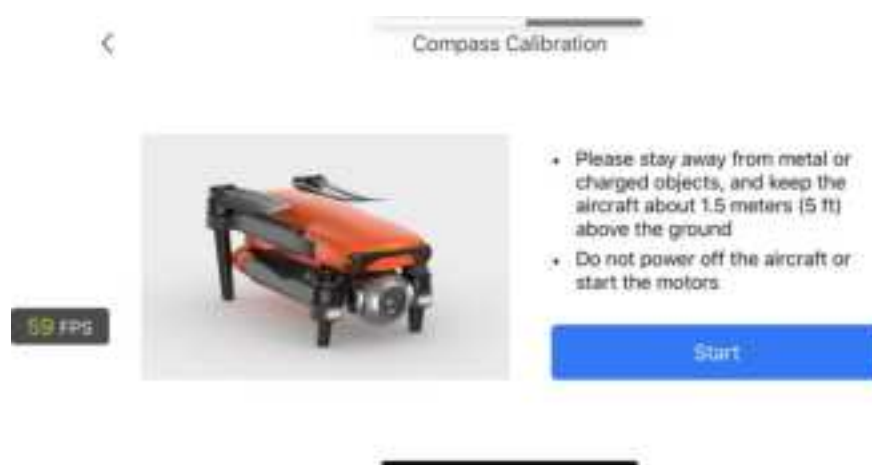 Compass Calibration
• Please stay away from metal or
charged objects, and keep the
aircraft about 1.5 meters (5 ft)
above the ground
• Do not power off the aircraft or
start the motors
59 FPS
Start